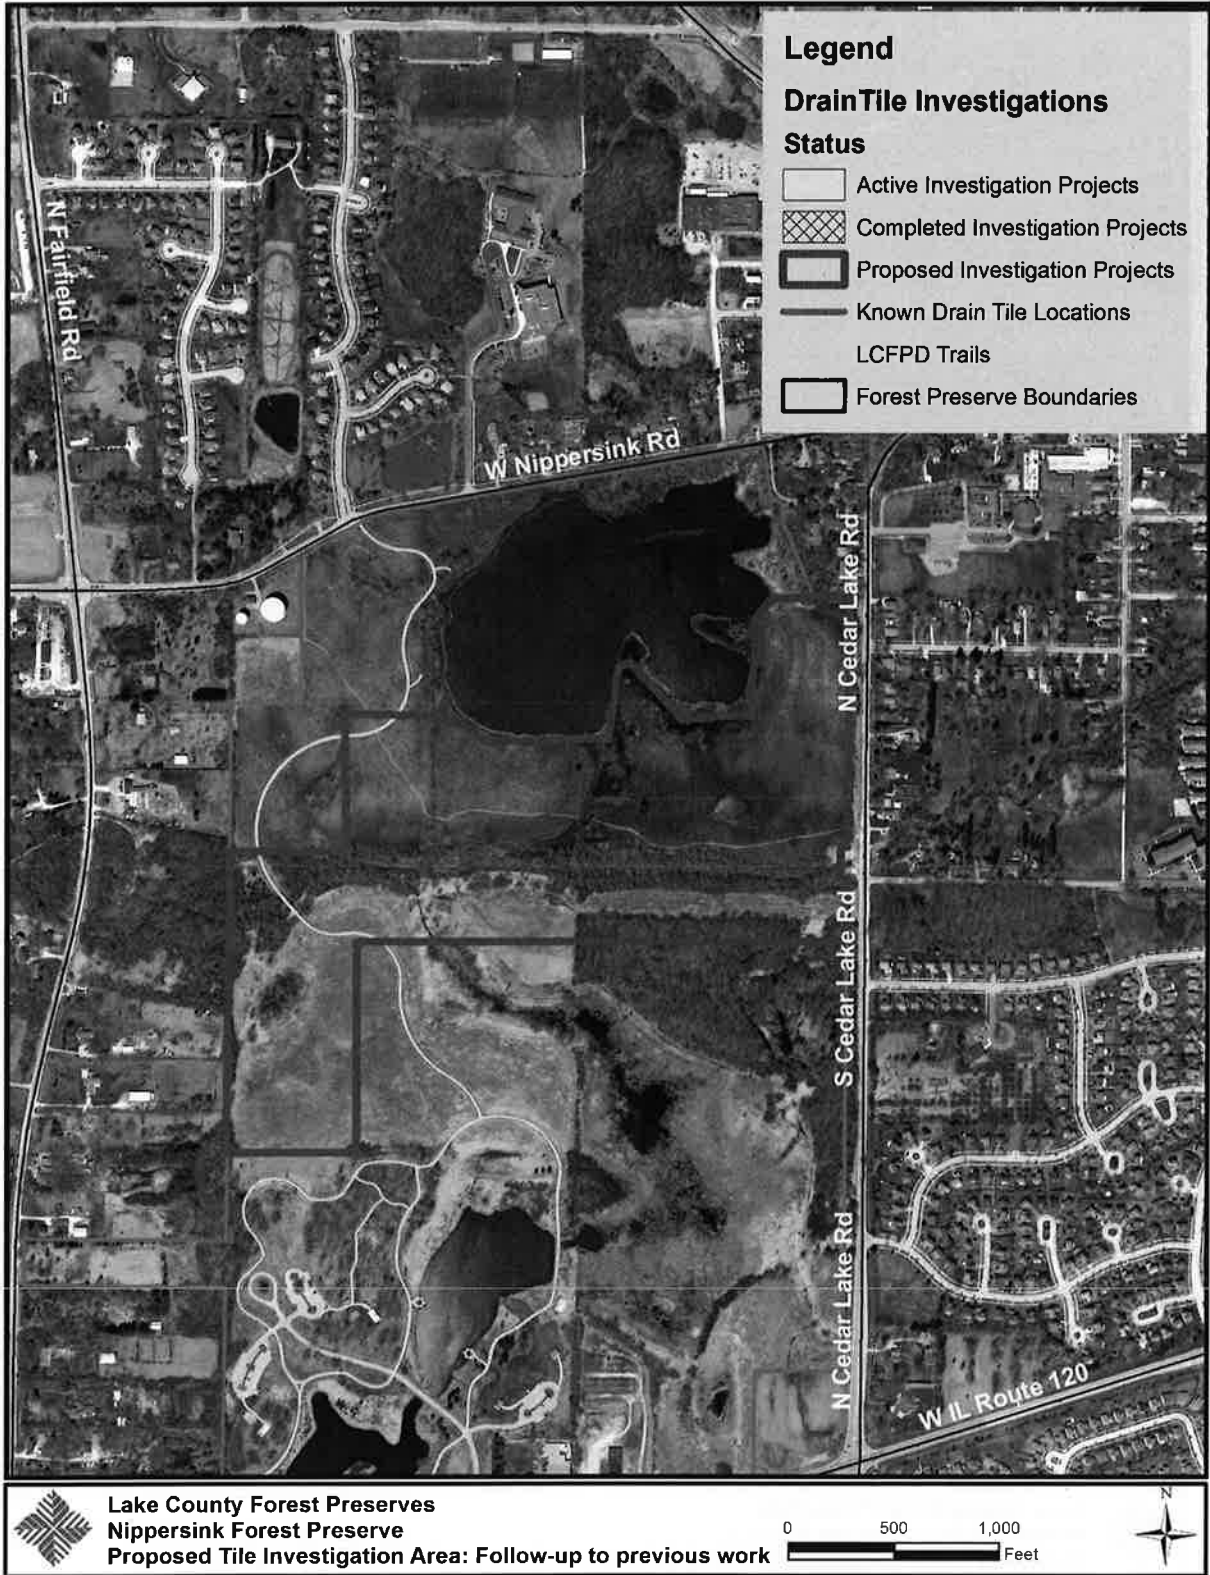 Legend
DrainTile Investigations
Status
Active Investigation Projects
Completed Investigation Projects
Proposed Investigation Projects
Known Drain Tile Locations
LCFPD Trails
Forest Preserve Boundaries
N Fairfield Rd
W Nippersink Rd
N Cedar Lake Rd
S Cedar Lake Rd
N Cedar Lake Rd
W IL Route 120
Lake County Forest Preserves
Nippersink Forest Preserve
Proposed Tile Investigation Area: Follow-up to previous work
0 500 1,000
Feet
N